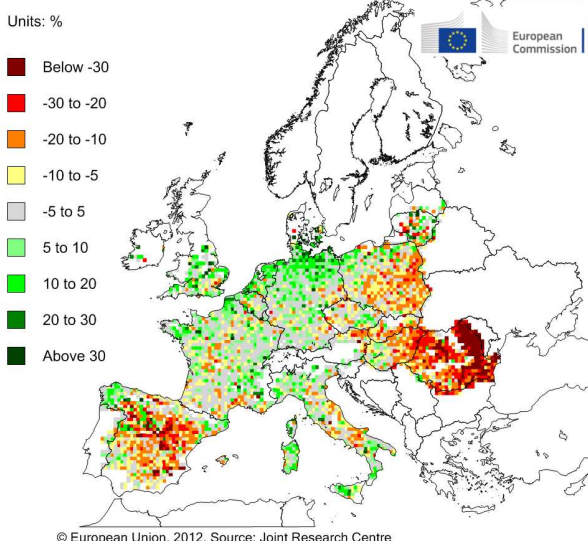 Units: %
European
Commission
Below -30
-30 to -20
-20 to -10
-10 to -5
-5 to 5
5 to 10
10 to 20
20 to 30
Above 30
© European Union, 2012. Source: Joint Research Centre